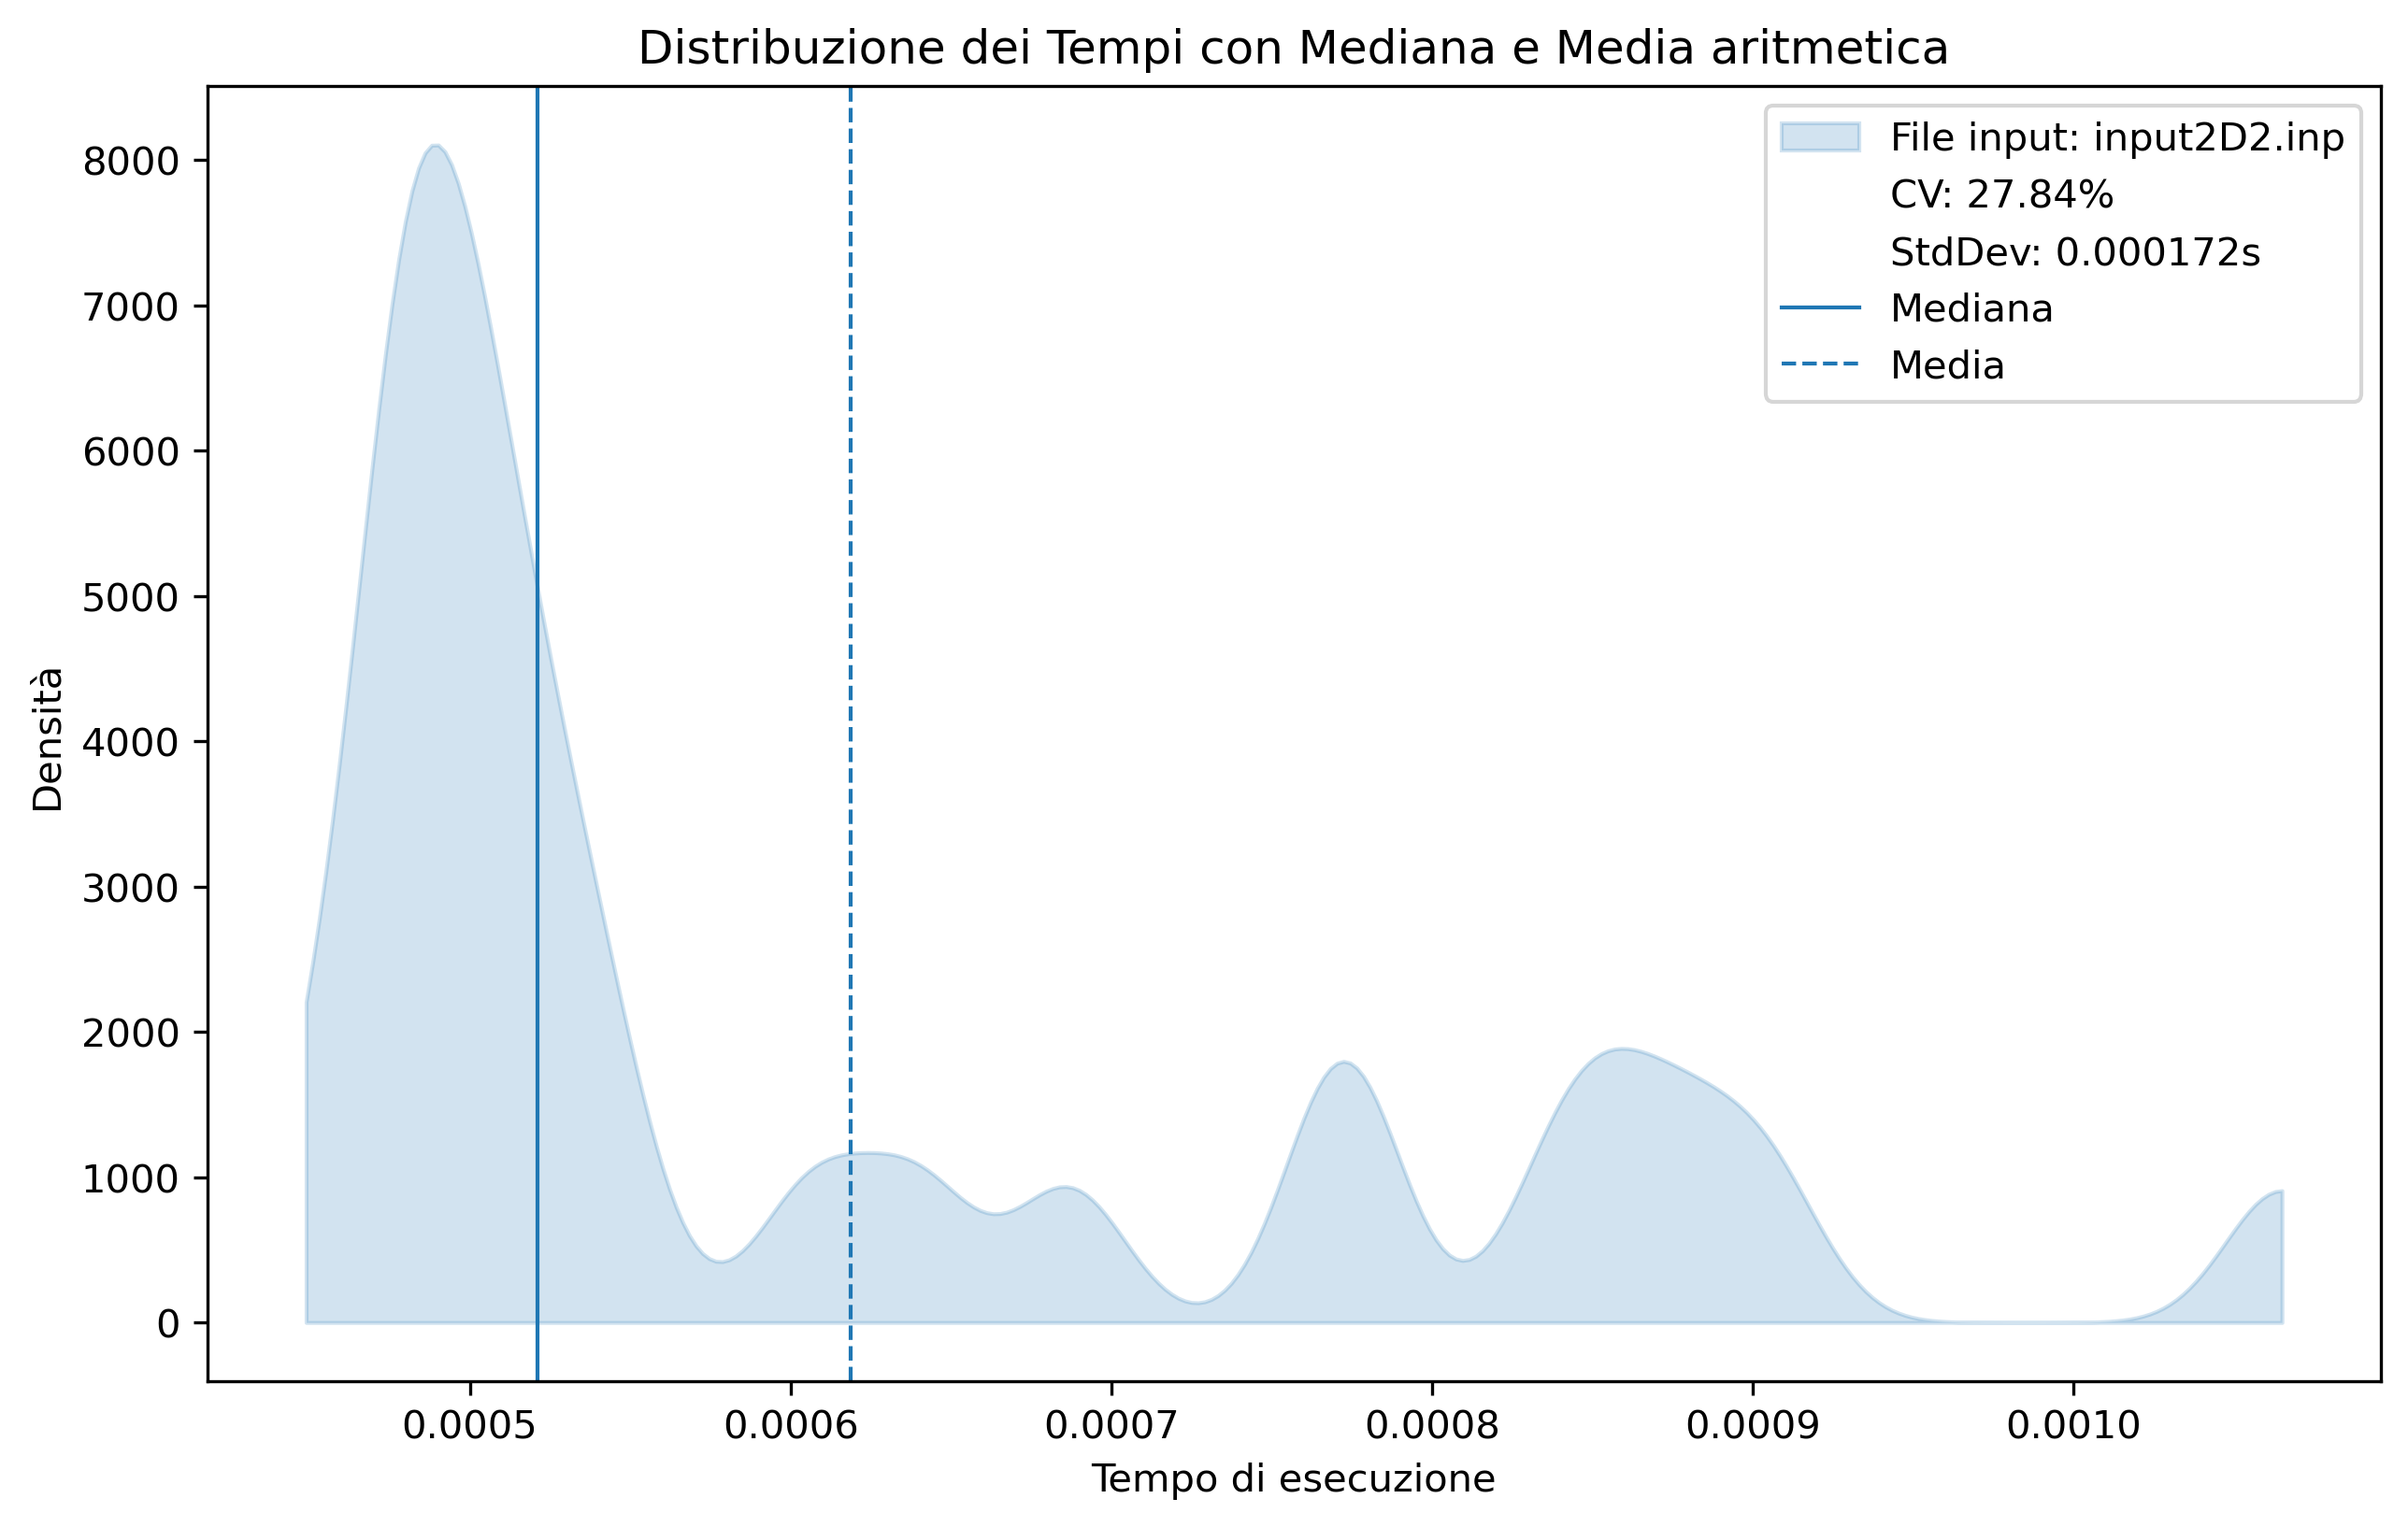 Distribuzione dei Tempi con Mediana e Media aritmetica
File input: input2D2.inp
CV: 27.84%
StdDev: 0.000172s
Mediana
Media
Densità
8000
7000
6000
5000
4000
3000
2000
1000
0
0.0005 0.0006 0.0007 0.0008 0.0009 0.0010
Tempo di esecuzione